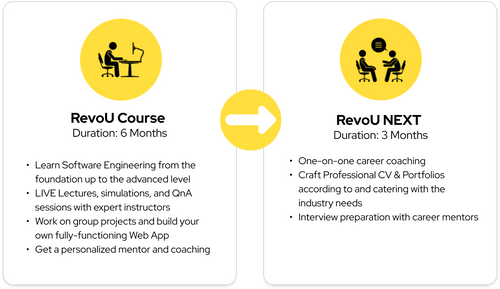 RevoU Course
Duration: 6 Months
• Learn Software Engineering from the
foundation up to the advanced level
• LIVE Lectures, simulations, and QnA
sessions with expert instructors
• Work on group projects and build your
own fully-functioning Web App
• Get a personalized mentor and coaching
RevoU NEXT
Duration: 3 Months
• One-on-one career coaching
• Craft Professional CV & Portfolios
according to and catering with the
industry needs
• Interview preparation with career mentors